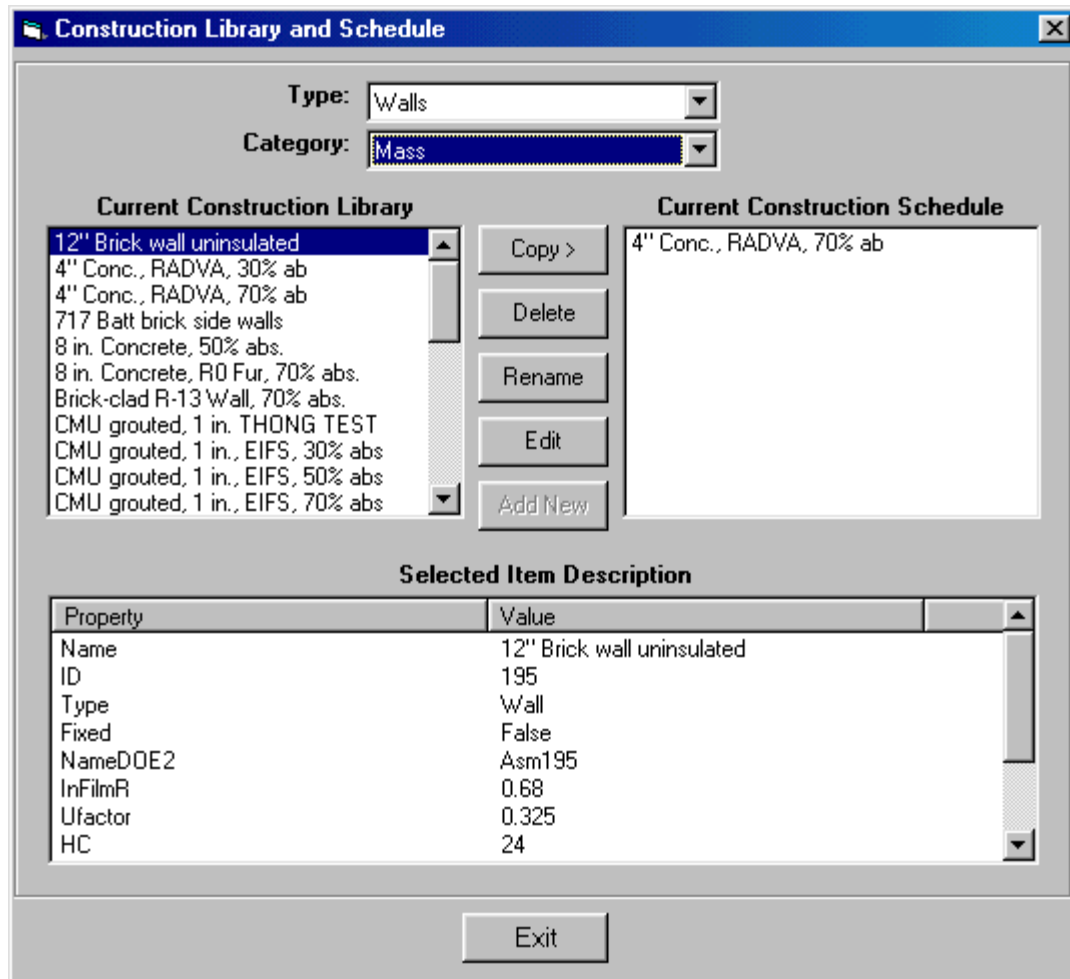 Construction Library and Schedule
Type: Walls
Category: Mass
Current Construction Library
12" Brick wall uninsulated
4" Conc., RADVA, 30% ab
4" Conc., RADVA, 70% ab
717 Batt brick side walls
8 in. Concrete, 50% abs.
8 in. Concrete, R0 Fur, 70% abs.
Brick-clad R-13 Wall, 70% abs.
CMU grouted, 1 in. THONG TEST
CMU grouted, 1 in., EIFS, 30% abs
CMU grouted, 1 in., EIFS, 50% abs
CMU grouted, 1 in., EIFS, 70% abs
Copy >
Delete
Rename
Edit
Add New
Current Construction Schedule
4" Conc., RADVA, 70% ab
Selected Item Description
Property Value
Name 12" Brick wall uninsulated
ID 195
Type Wall
Fixed False
NameDOE2 Asm195
InFilmR 0.68
Ufactor 0.325
HC 24
Exit